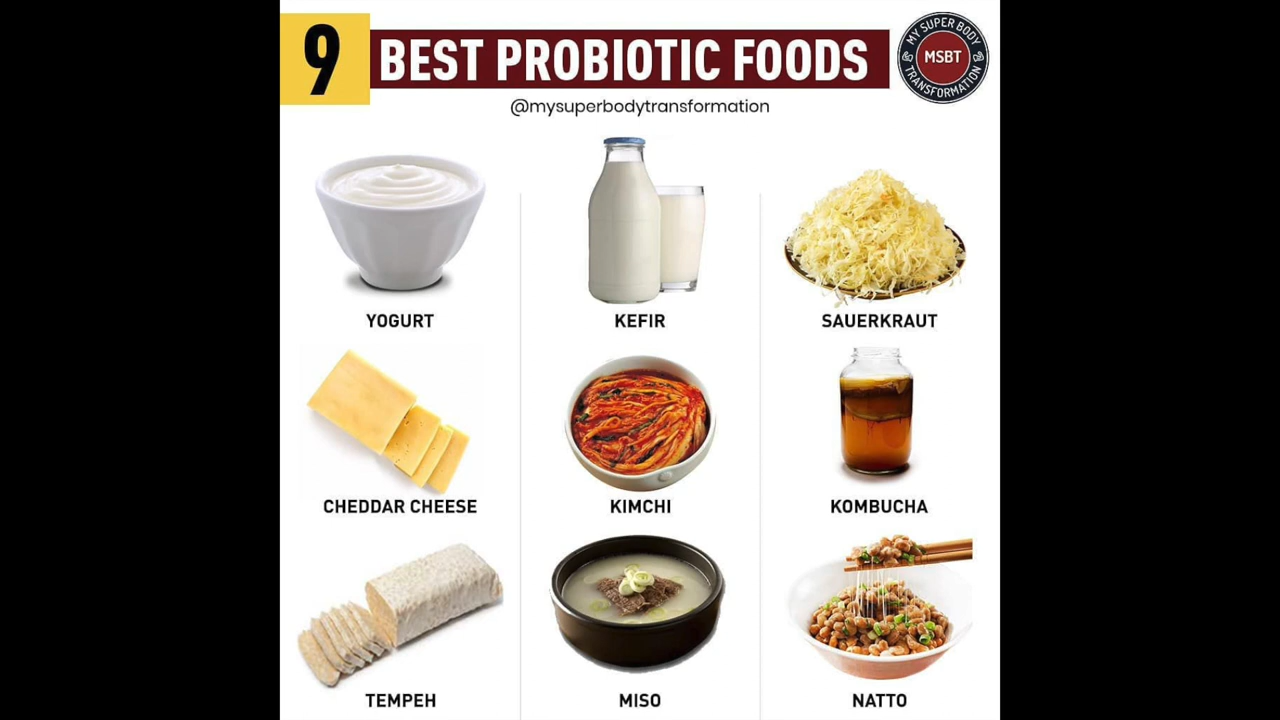 9 BEST PROBIOTIC FOODS
MY SUPER BODY
MSBT
TRANSFORMATION
@mysuperbodytransformation
YOGURT
KEFIR
SAUERKRAUT
CHEDDAR CHEESE
KIMCHI
KOMBUCHA
TEMPEH
MISO
NATTO